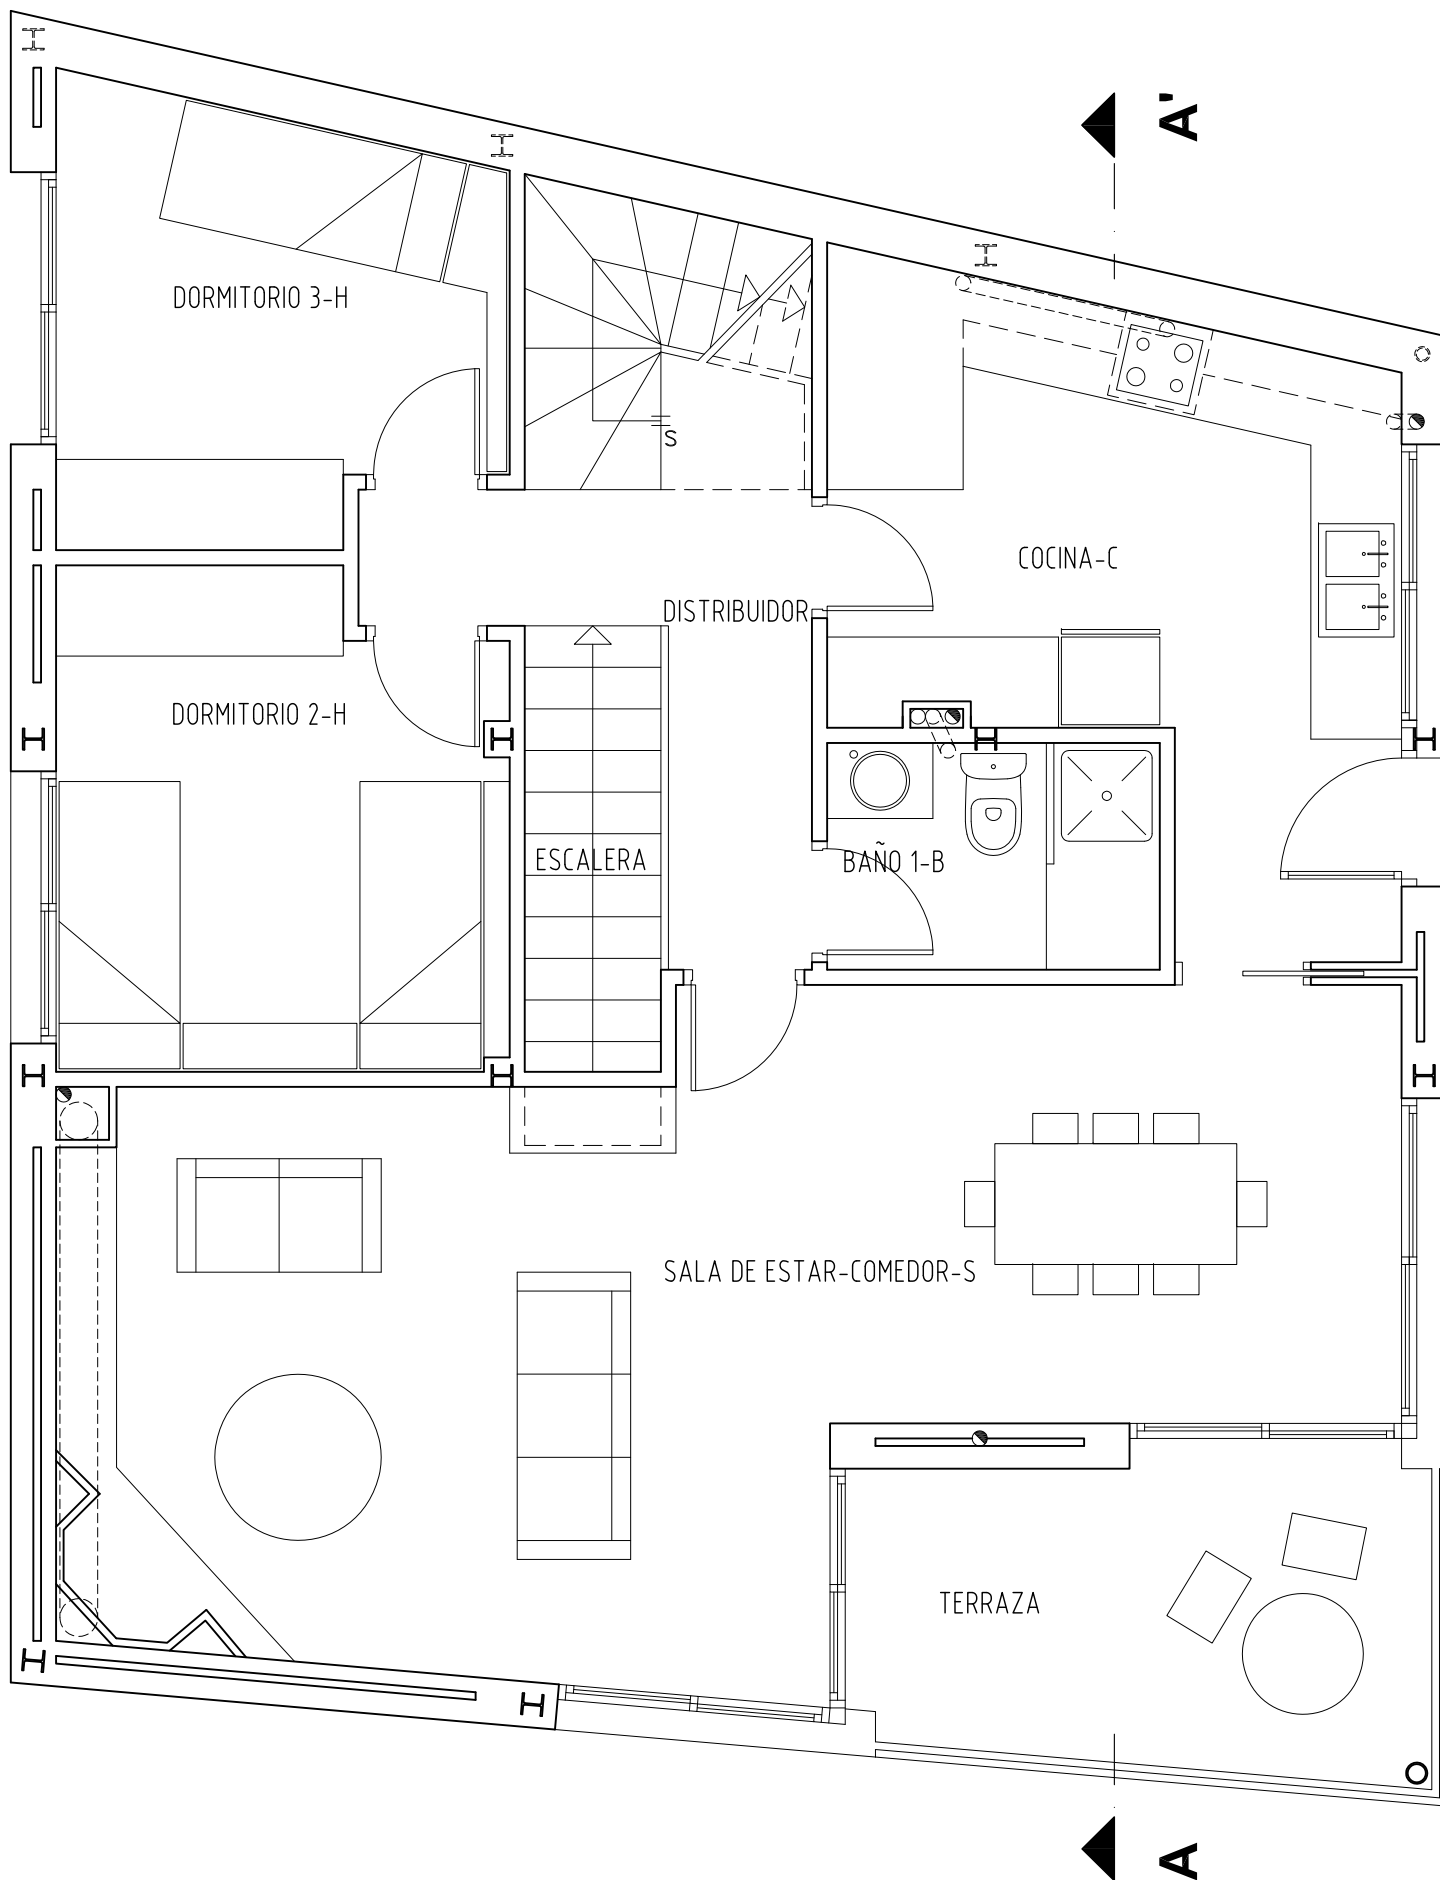 A'
DORMITORIO 3-H
S
COCINA-C
DISTRIBUIDOR
DORMITORIO 2-H
ESCALERA
BAÑO 1-B
SALA DE ESTAR-COMEDOR-S
TERRAZA
A